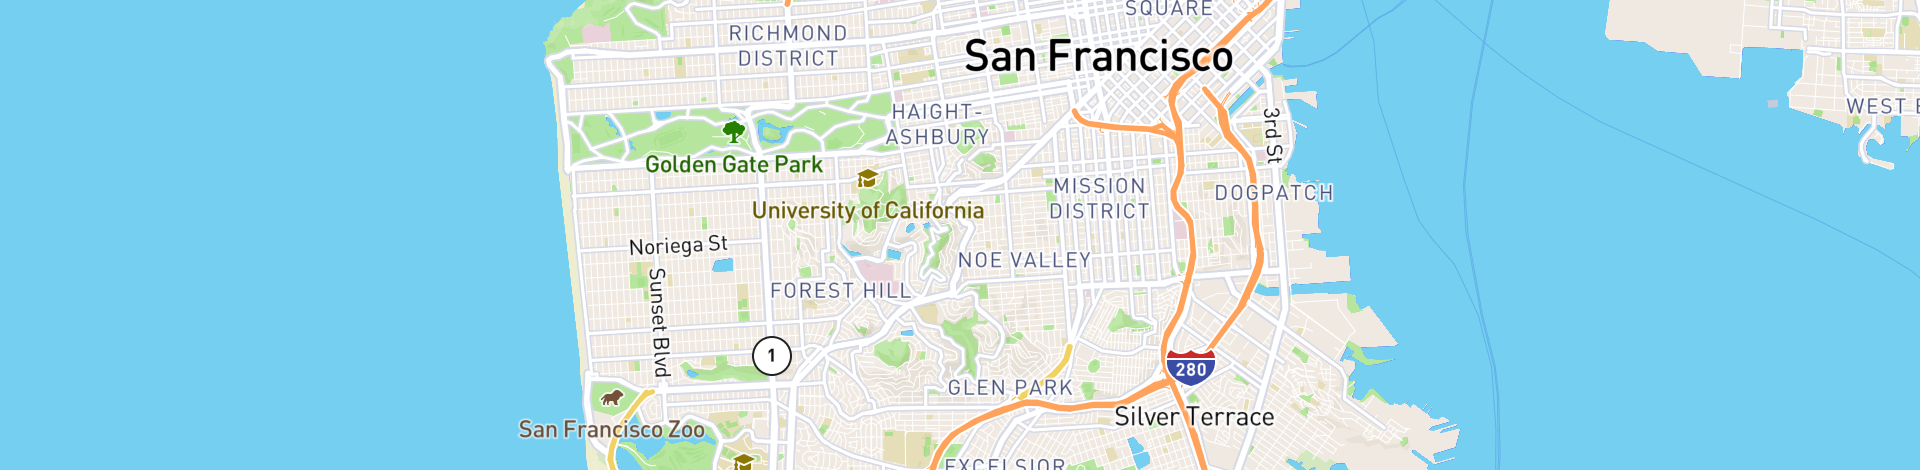 SQUARE
RICHMOND
DISTRICT
San Francisco
HAIGHT-
ASHBURY
3rd St
WEST
Golden Gate Park
University of California
MISSION
DISTRICT
DOGPATCH
Noriega St
NOE VALLEY
Sunset Blvd
FOREST HILL
1
280
GLEN PARK
Silver Terrace
San Francisco Zoo
EXCELSIOR